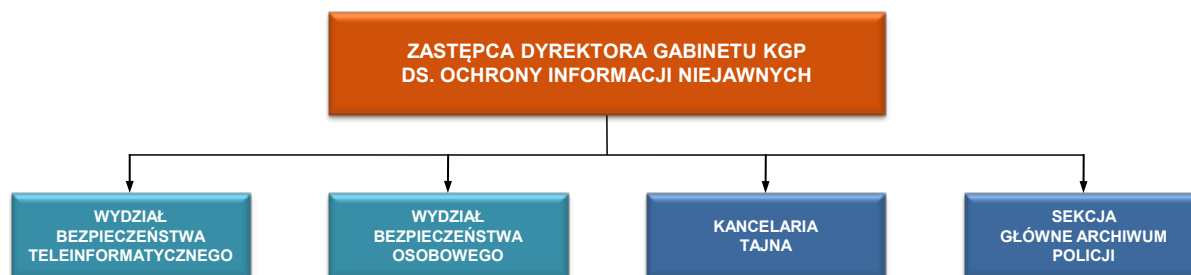 ZASTĘPCA DYREKTORA GABINETU KGP
DS. OCHRONY INFORMACJI NIEJAWNYCH
WYDZIAŁ
BEZPIECZEŃSTWA
TELEINFORMATYCZNEGO
WYDZIAŁ
BEZPIECZEŃSTWA
OSOBOWEGO
KANCELARIA
TAJNA
SEKCJA
GŁÓWNE ARCHIWUM
POLICJI